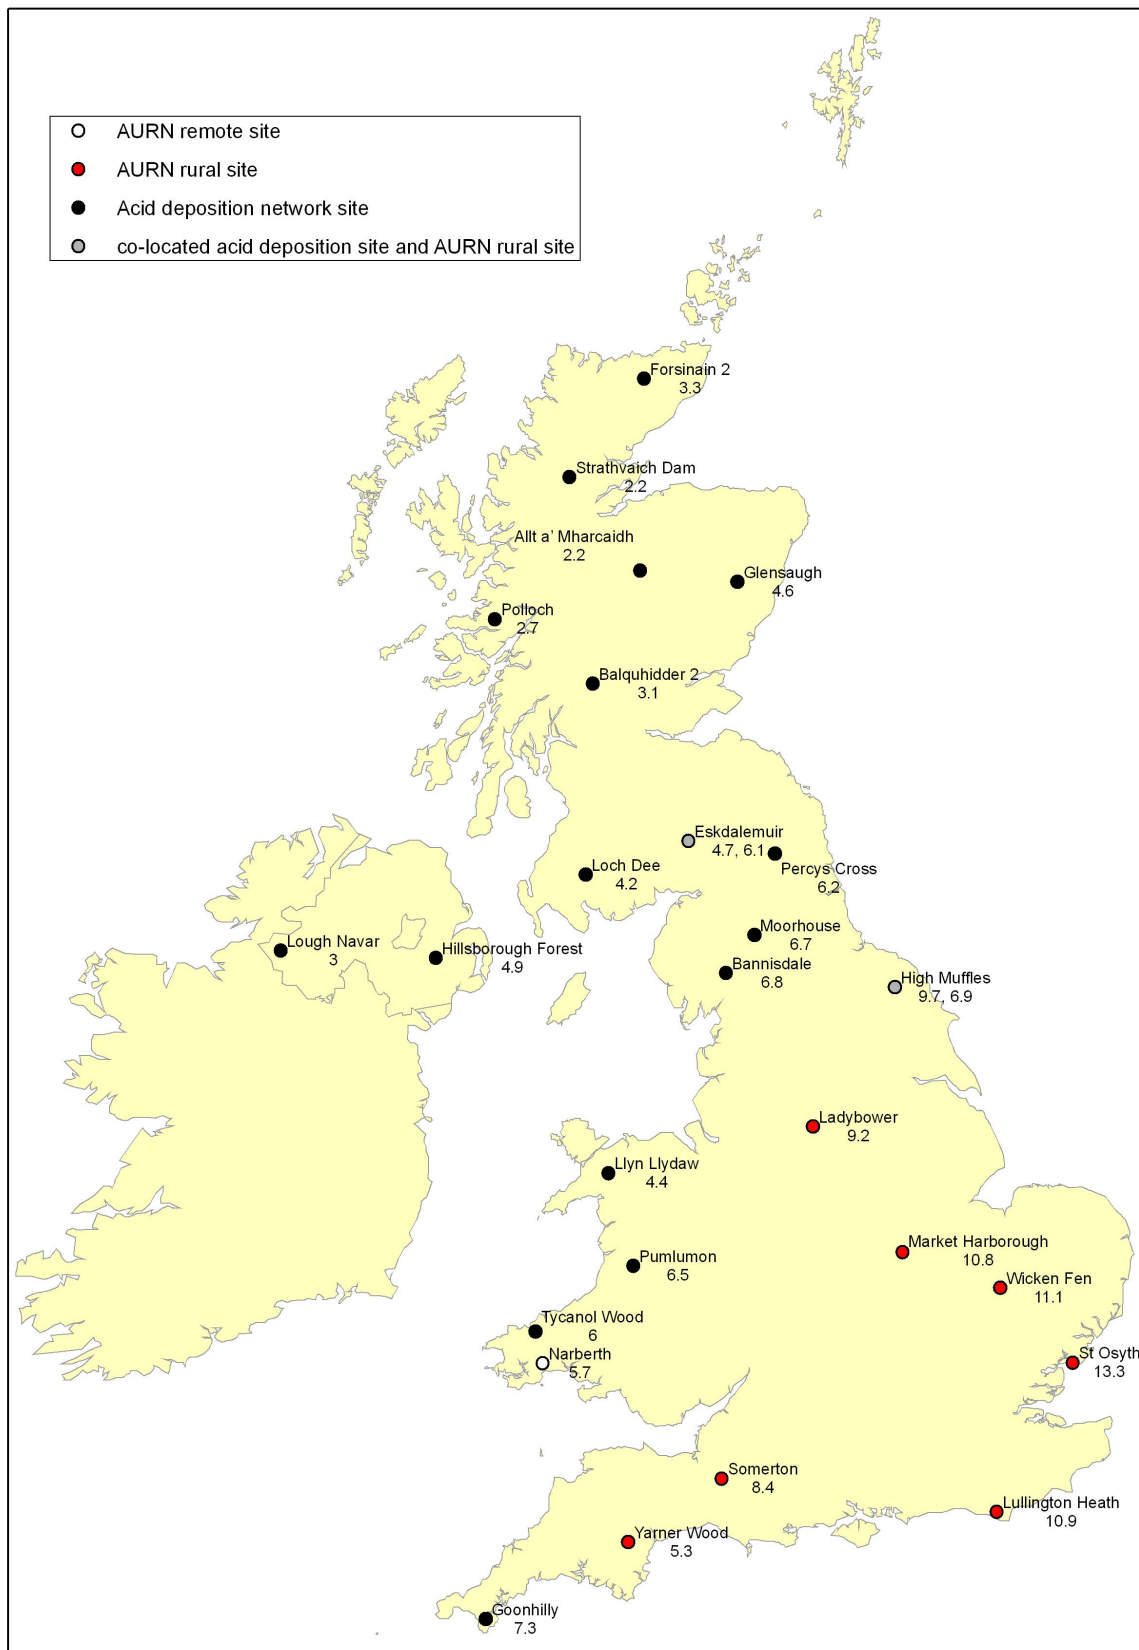 AURN remote site
AURN rural site
Acid deposition network site
co-located acid deposition site and AURN rural site
Forsinain 2
3.3
Strathvaich Dam
2.2
Allt a' Mharcaidh
2.2
Glensaugh
4.6
Polloch
2.7
Balquhidder 2
3.1
Eskdalemuir
4.7, 6.1
Percys Cross
6.2
Loch Dee
4.2
Moorhouse
6.7
Lough Navar
3
Hillsborough Forest
4.9
Bannisdale
6.8
High Muffles
9.7, 6.9
Ladybower
9.2
Llyn Llydaw
4.4
Market Harborough
10.8
Pumlumon
6.5
Wicken Fen
11.1
Tycanol Wood
6
Narberth
5.7
St Osyth
13.3
Somerton
8.4
Lullington Heath
10.9
Yarner Wood
5.3
Goonhilly
7.3